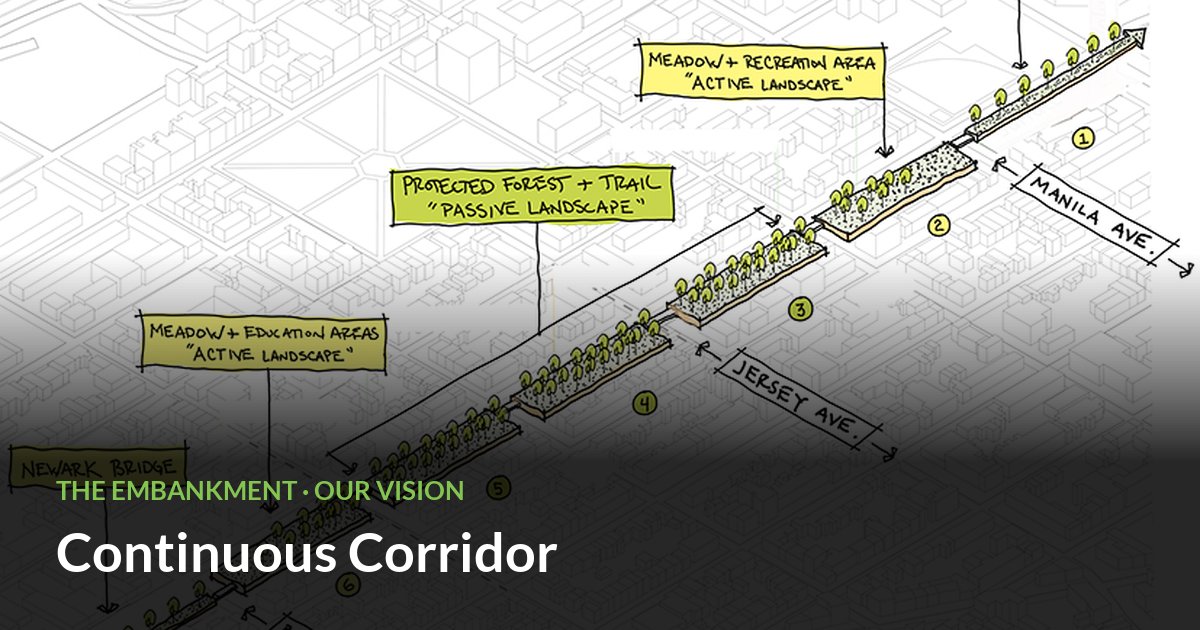 MEADOW + RECREATION AREA
"ACTIVE LANDSCAPE"
1
MANILA AVE.
PROTECTED FOREST + TRAIL
"PASSIVE LANDSCAPE"
2
3
MEADOW + EDUCATION AREAS
"ACTIVE LANDSCAPE"
JERSEY AVE.
4
NEWARK BRIDGE
5
THE EMBANKMENT · OUR VISION
Continuous Corridor
6